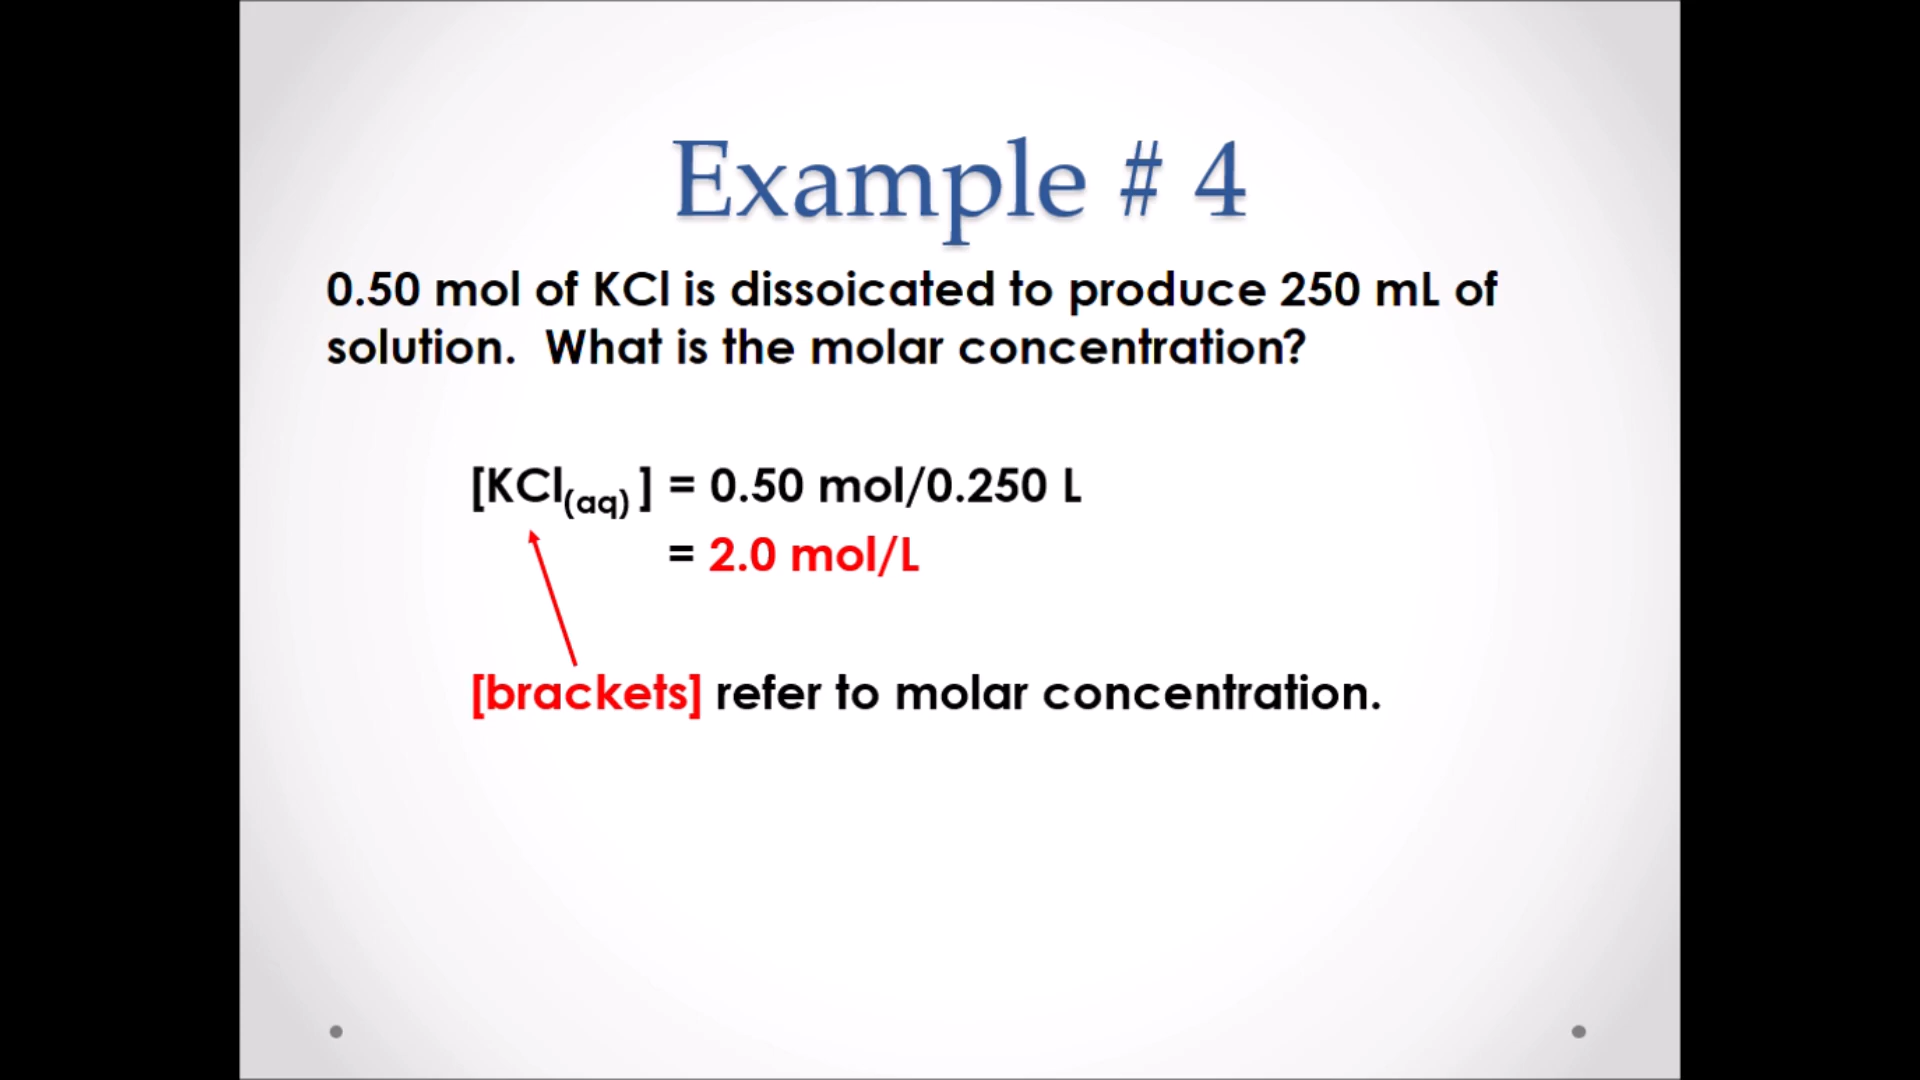 Example # 4
0.50 mol of KCl is dissoicated to produce 250 mL of
solution. What is the molar concentration?
[KCl(aq) ] = 0.50 mol/0.250 L
= 2.0 mol/L
[brackets] refer to molar concentration.